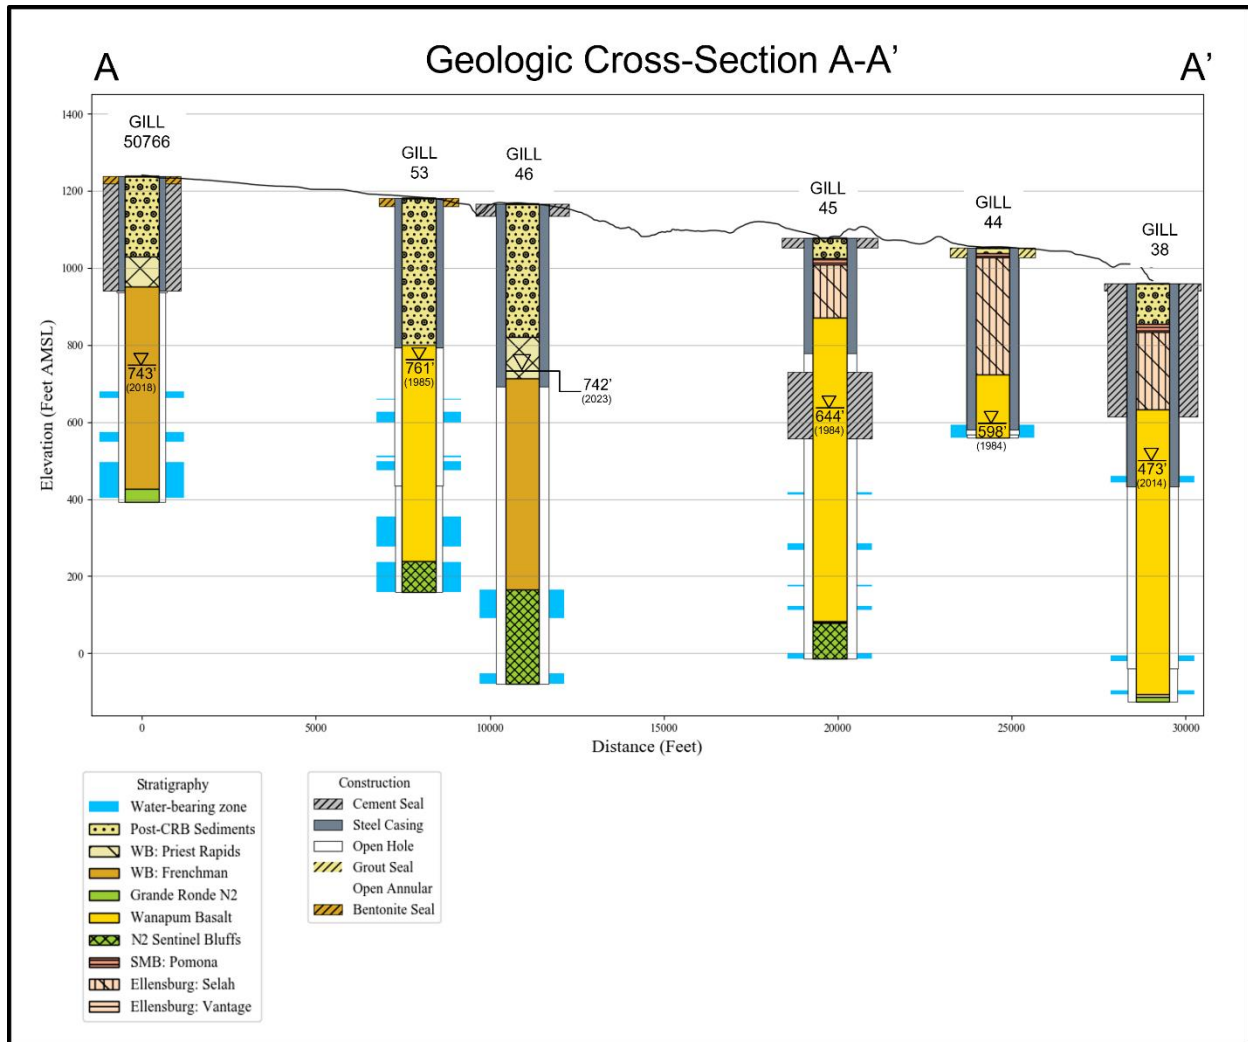 A
Geologic Cross-Section A-A'
A'
GILL
50766
GILL
53
GILL
46
GILL
45
GILL
44
GILL
38
1400
1200
1000
800
600
400
200
0
Elevation (Feet AMSL)
743'
(2018)
761'
(1985)
742'
(2023)
644'
(1984)
598'
(1984)
473'
(2014)
0
5000
10000
15000
20000
25000
30000
Distance (Feet)
Stratigraphy
Water-bearing zone
Post-CRB Sediments
WB: Priest Rapids
WB: Frenchman
Grande Ronde N2
Wanapum Basalt
N2 Sentinel Bluffs
SMB: Pomona
Ellensburg: Selah
Ellensburg: Vantage
Construction
Cement Seal
Steel Casing
Open Hole
Grout Seal
Open Annular
Bentonite Seal